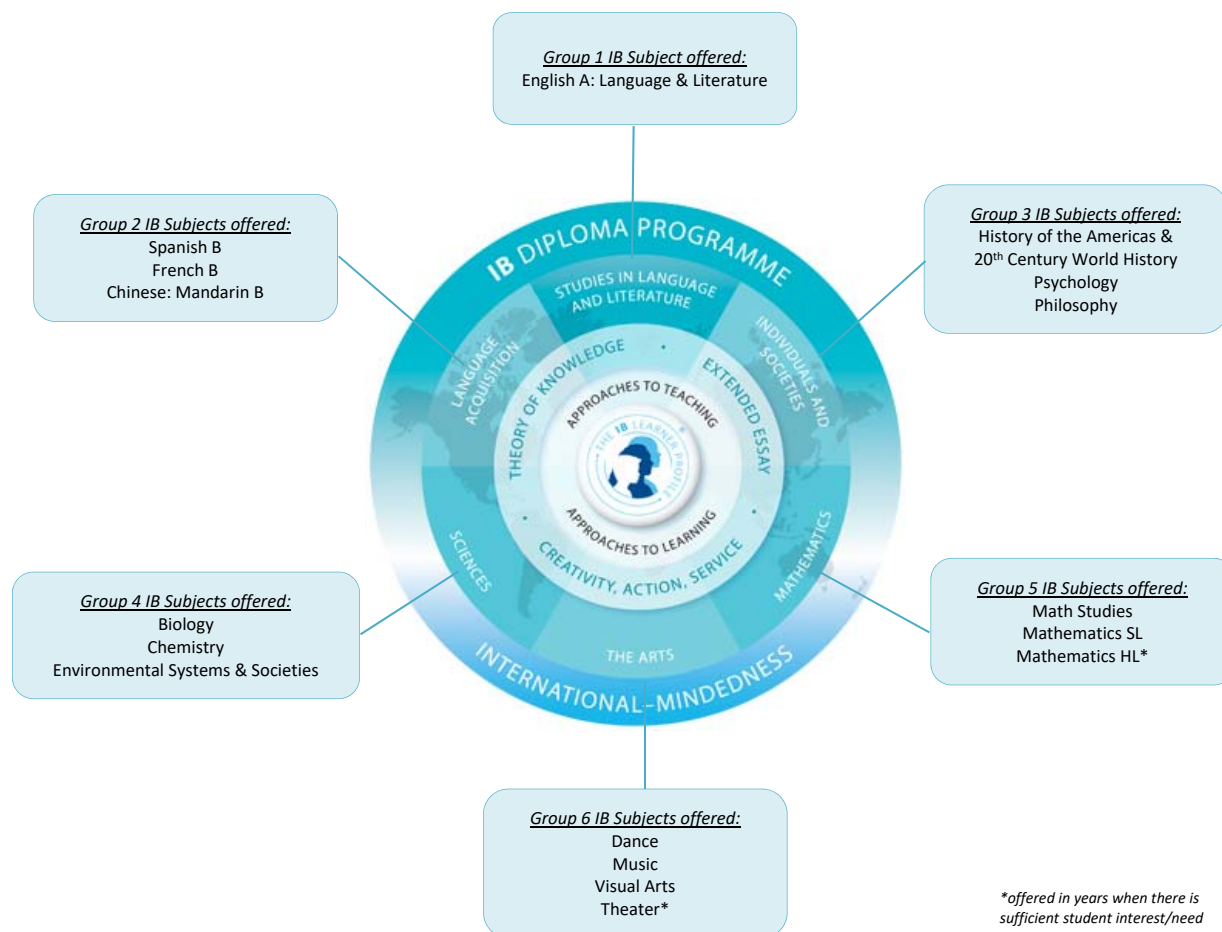 Group 1 IB Subject offered:
English A: Language & Literature
Group 2 IB Subjects offered:
Spanish B
French B
Chinese: Mandarin B
Group 3 IB Subjects offered:
History of the Americas &
20th Century World History
Psychology
Philosophy
IB DIPLOMA PROGRAMME
STUDIES IN LANGUAGE
AND LITERATURE
LANGUAGE
ACQUISITION
INDIVIDUALS AND
SOCIETIES
THEORY OF KNOWLEDGE
EXTENDED ESSAY
APPROACHES TO TEACHING
THE IB LEARNER PROFILE
®
APPROACHES TO LEARNING
CREATIVITY, ACTION, SERVICE
SCIENCES
MATHEMATICS
THE ARTS
INTERNATIONAL-MINDEDNESS
Group 4 IB Subjects offered:
Biology
Chemistry
Environmental Systems & Societies
Group 5 IB Subjects offered:
Math Studies
Mathematics SL
Mathematics HL*
Group 6 IB Subjects offered:
Dance
Music
Visual Arts
Theater*
*offered in years when there is
sufficient student interest/need